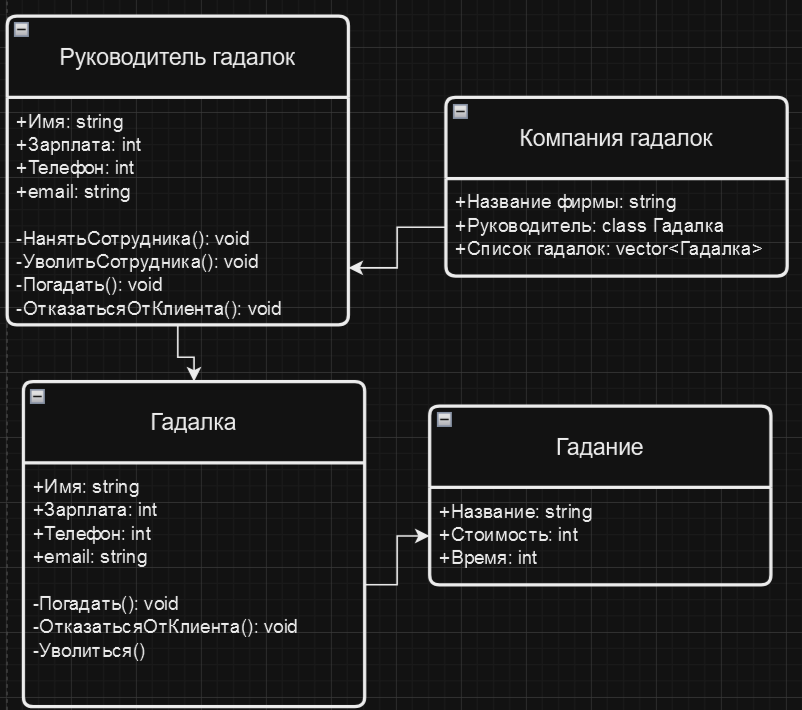 Руководитель гадалок
+Имя: string
+Зарплата: int
+Телефон: int
+email: string
-НанятьСотрудника(): void
-УволитьСотрудника(): void
-Погадать(): void
-ОтказатьсяОтКлиента(): void
Компания гадалок
+Название фирмы: string
+Руководитель: class Гадалка
+Список гадалок: vector<Гадалка>
Гадалка
+Имя: string
+Зарплата: int
+Телефон: int
+email: string
-Погадать(): void
-ОтказатьсяОтКлиента(): void
-Уволиться()
Гадание
+Название: string
+Стоимость: int
+Время: int